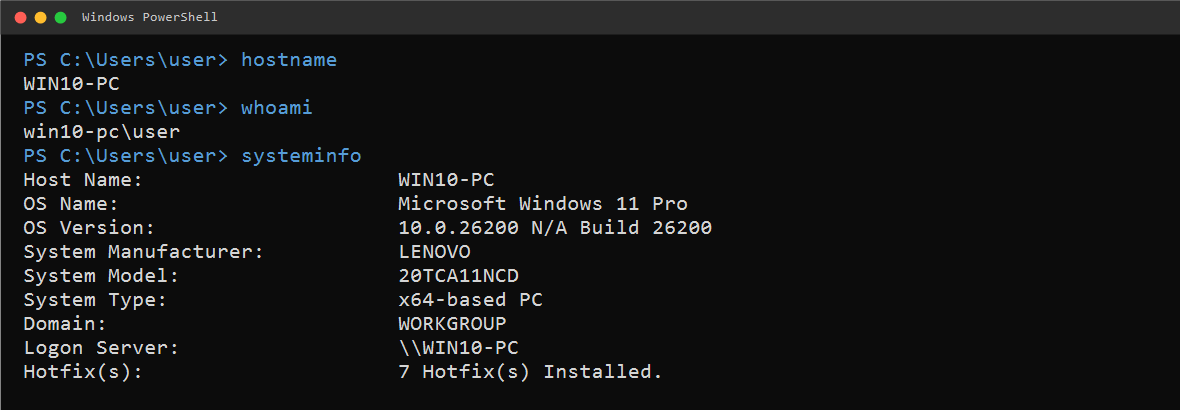 Windows PowerShell
PS C:\Users\user> hostname
WIN10-PC
PS C:\Users\user> whoami
win10-pc\user
PS C:\Users\user> systeminfo
Host Name: WIN10-PC
OS Name: Microsoft Windows 11 Pro
OS Version: 10.0.26200 N/A Build 26200
System Manufacturer: LENOVO
System Model: 20TCA11NCD
System Type: x64-based PC
Domain: WORKGROUP
Logon Server: \\WIN10-PC
Hotfix(s): 7 Hotfix(s) Installed.